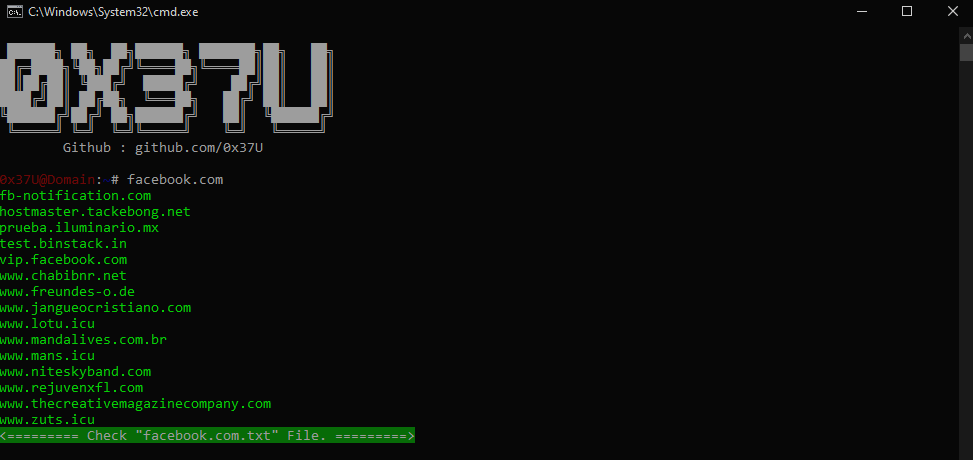 C:\Windows\System32\cmd.exe
0X37U
Github : github.com/0x37U
0x37U@Domain: # facebook.com
fb-notification.com
hostmaster.tackebong.net
prueba.iluminario.mx
test.binstack.in
vip.facebook.com
www.chabibnr.net
www.freundes-o.de
www.jangueocristiano.com
www.lotu.icu
www.mandalives.com.br
www.mans.icu
www.niteskyband.com
www.rejuvenxfl.com
www.thecreativemagazinecompany.com
www.zuts.icu
<========= Check "facebook.com.txt" File. =========>